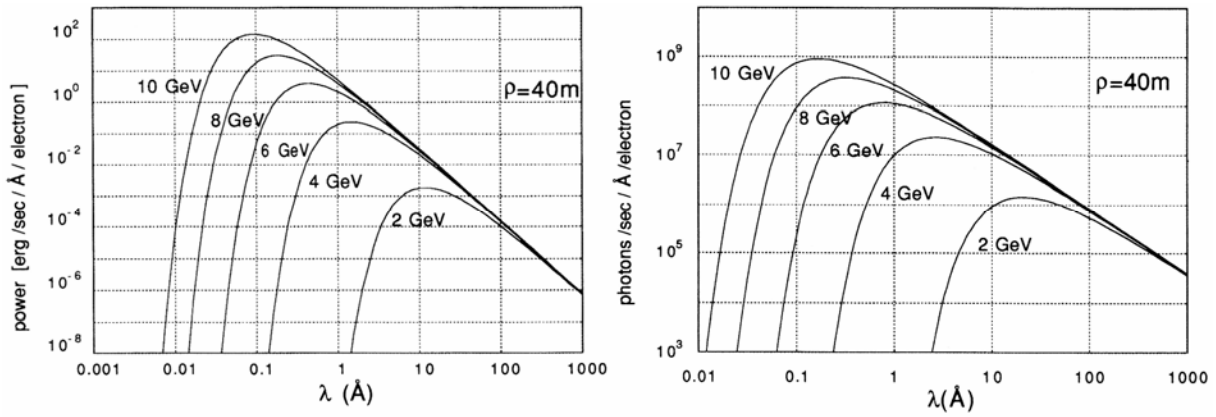 power [erg /sec / Å / electron ]
10²
10⁰
10⁻²
10⁻⁴
10⁻⁶
10⁻⁸
10 GeV
8 GeV
6 GeV
4 GeV
2 GeV
ρ=40m
0.001 0.01 0.1 1 10 100 1000
λ (Å)
photons /sec / Å /electron
10⁹
10⁷
10⁵
10³
10 GeV
8 GeV
6 GeV
4 GeV
2 GeV
ρ=40m
0.01 0.1 1 10 100 1000
λ(Å)